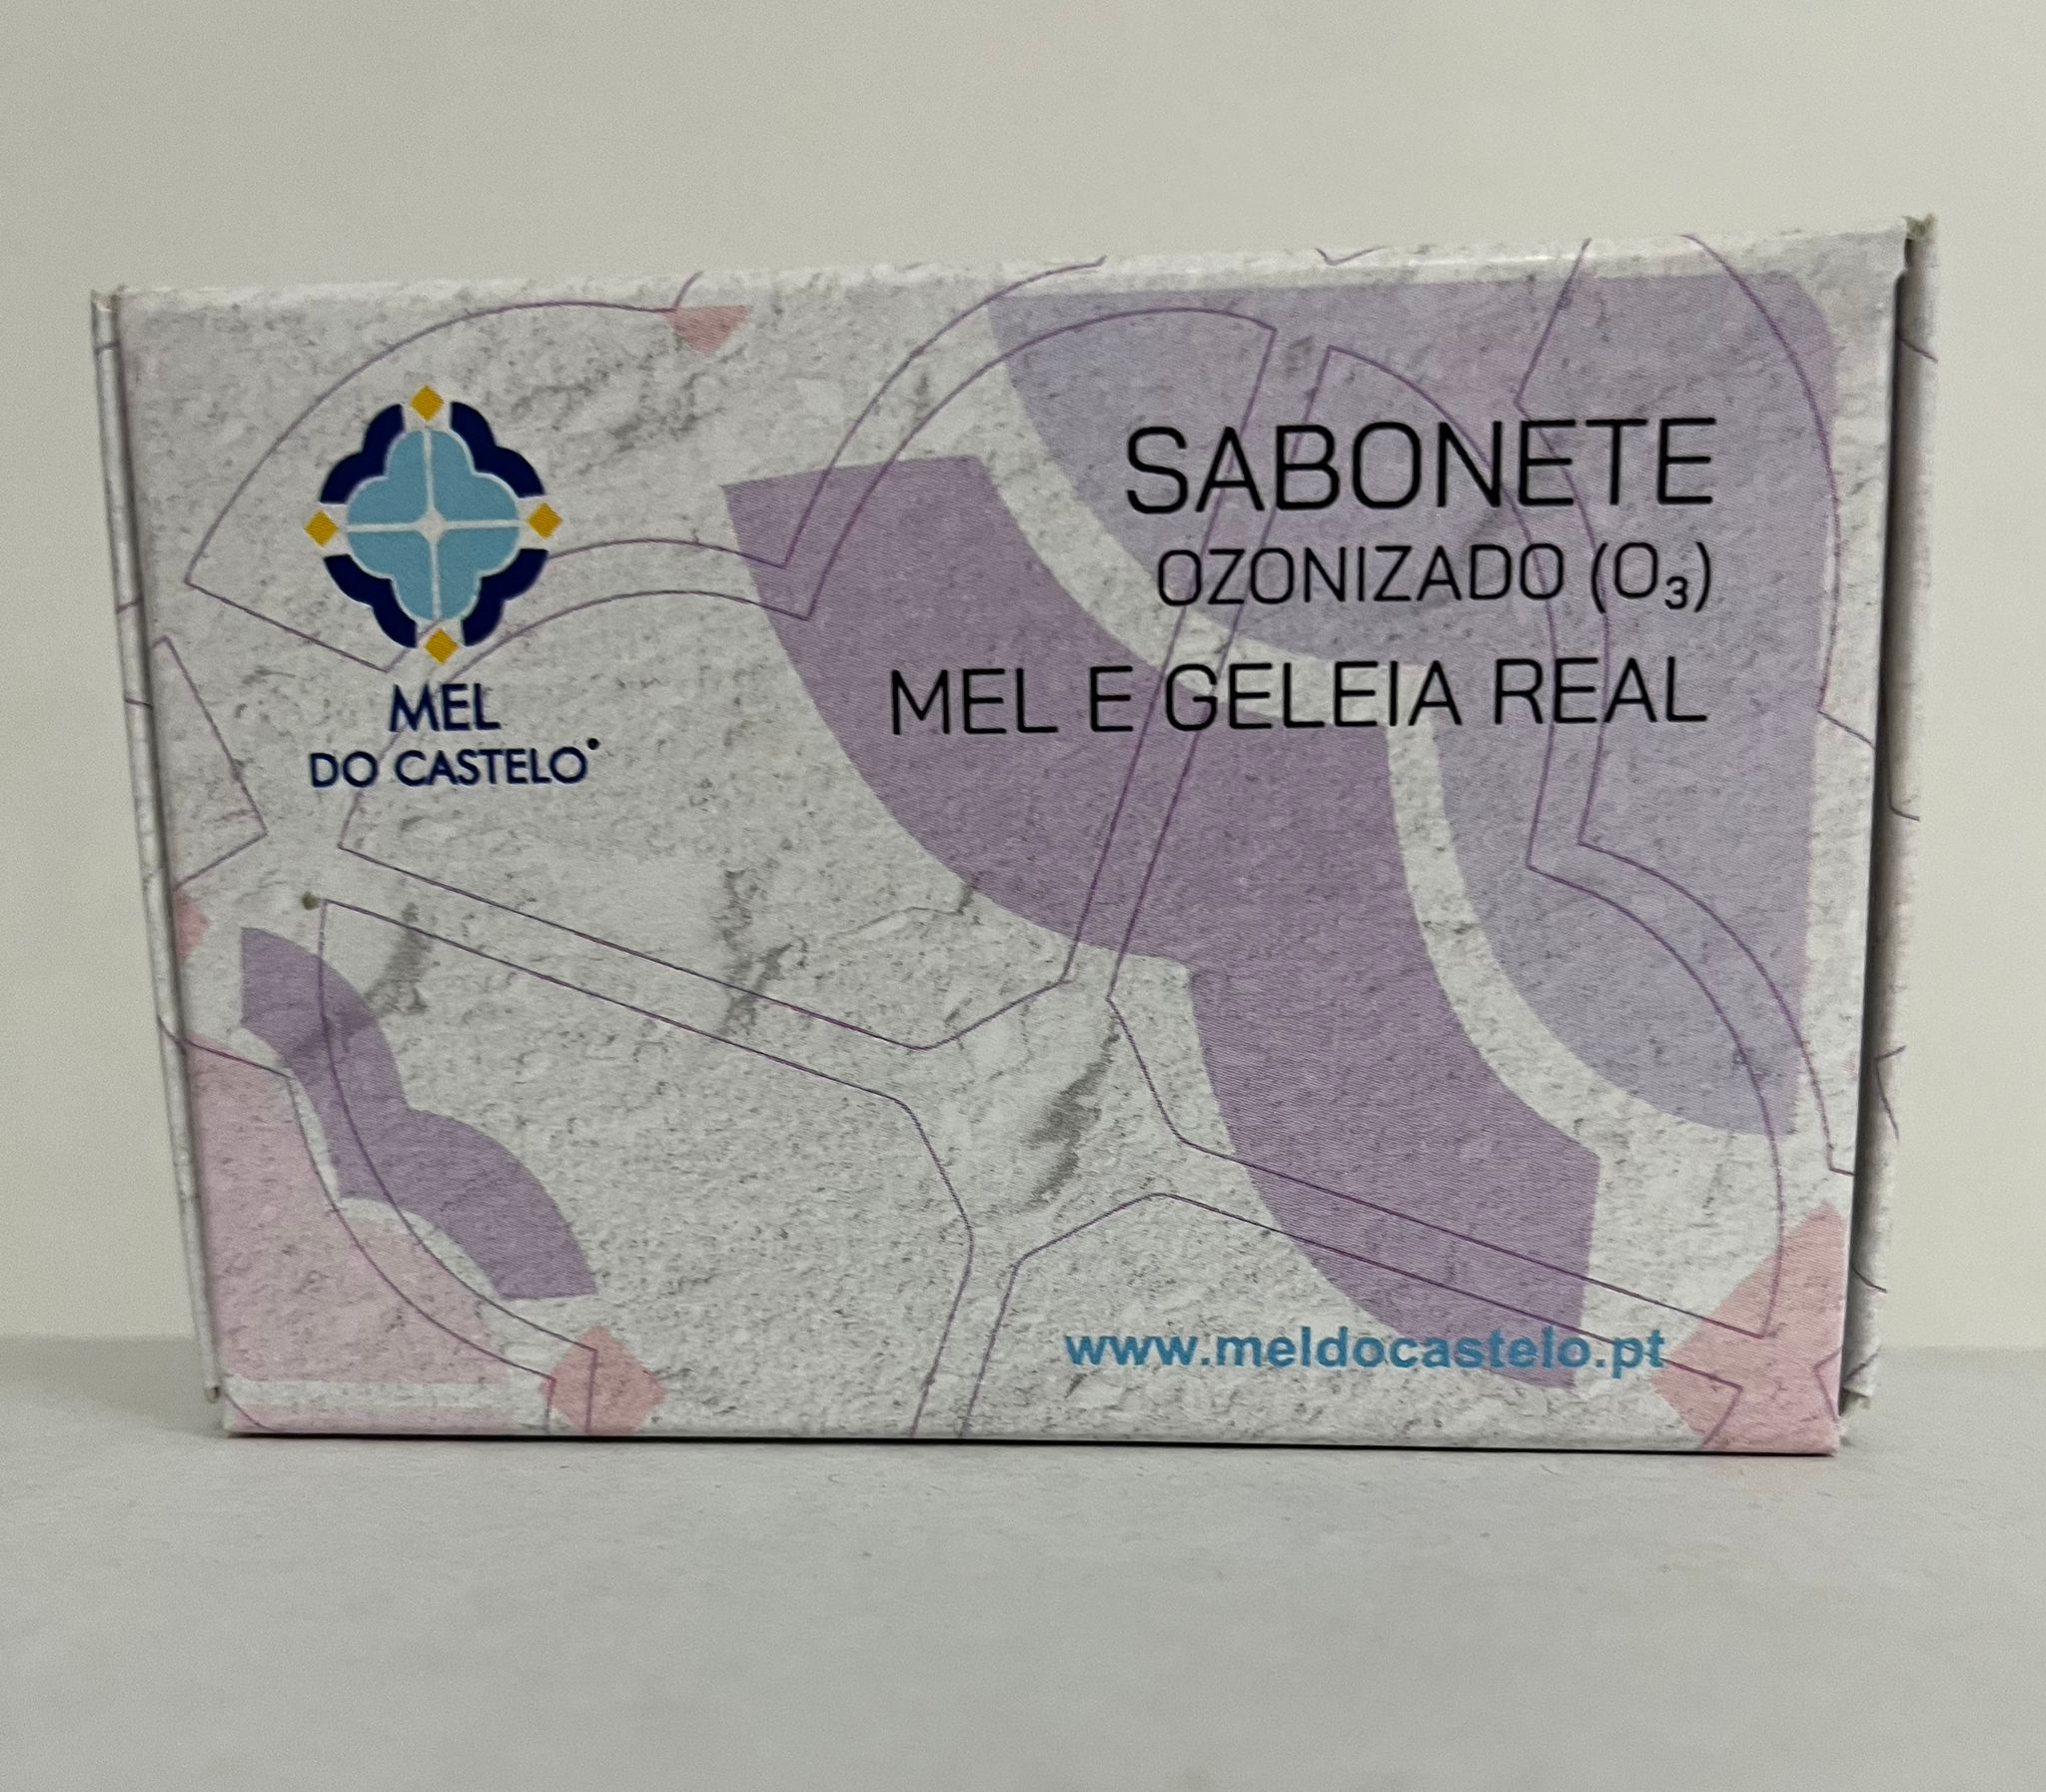 MEL
DO CASTELO
SABONETE
OZONIZADO (O₃)
MEL E GELEIA REAL
www.meldocastelo.pt